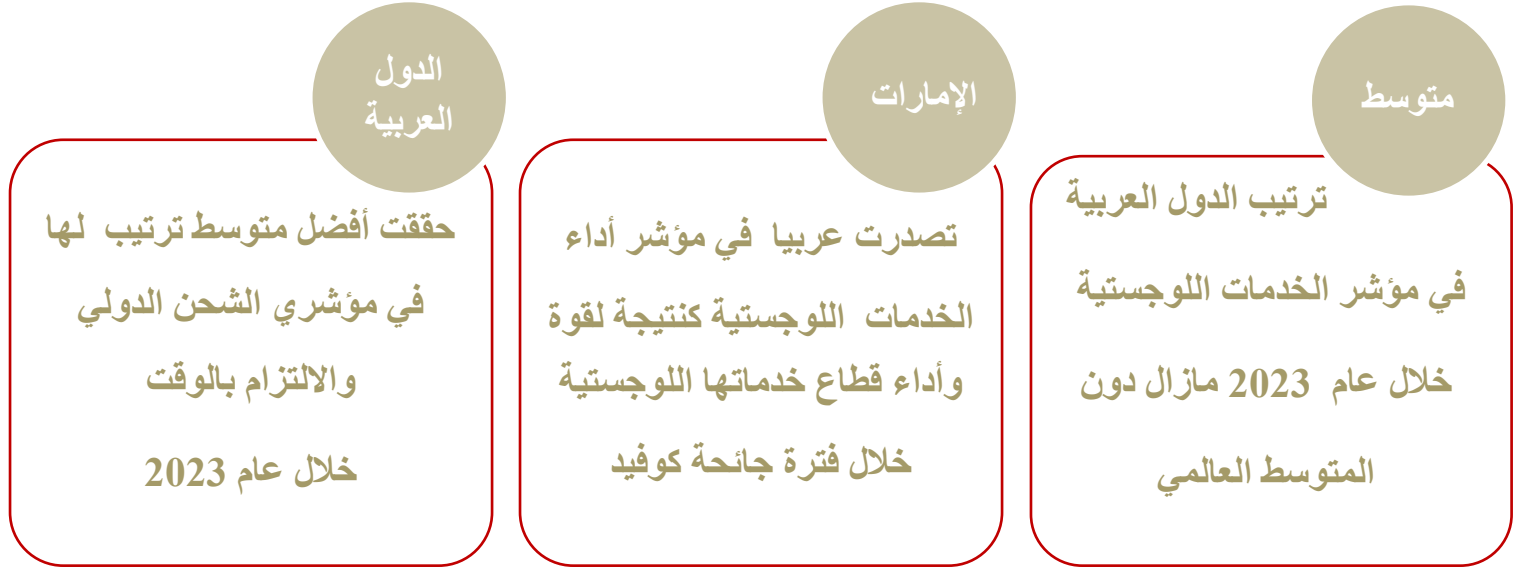 متوسط
ترتيب الدول العربية
في مؤشر الخدمات اللوجستية
خلال عام 2023 مازال دون
المتوسط العالمي
الإمارات
تصدرت عربيا في مؤشر أداء
الخدمات اللوجستية كنتيجة لقوة
وأداء قطاع خدماتها اللوجستية
خلال فترة جائحة كوفيد
الدول
العربية
حققت أفضل متوسط ترتيب لها
في مؤشري الشحن الدولي
والالتزام بالوقت
خلال عام 2023